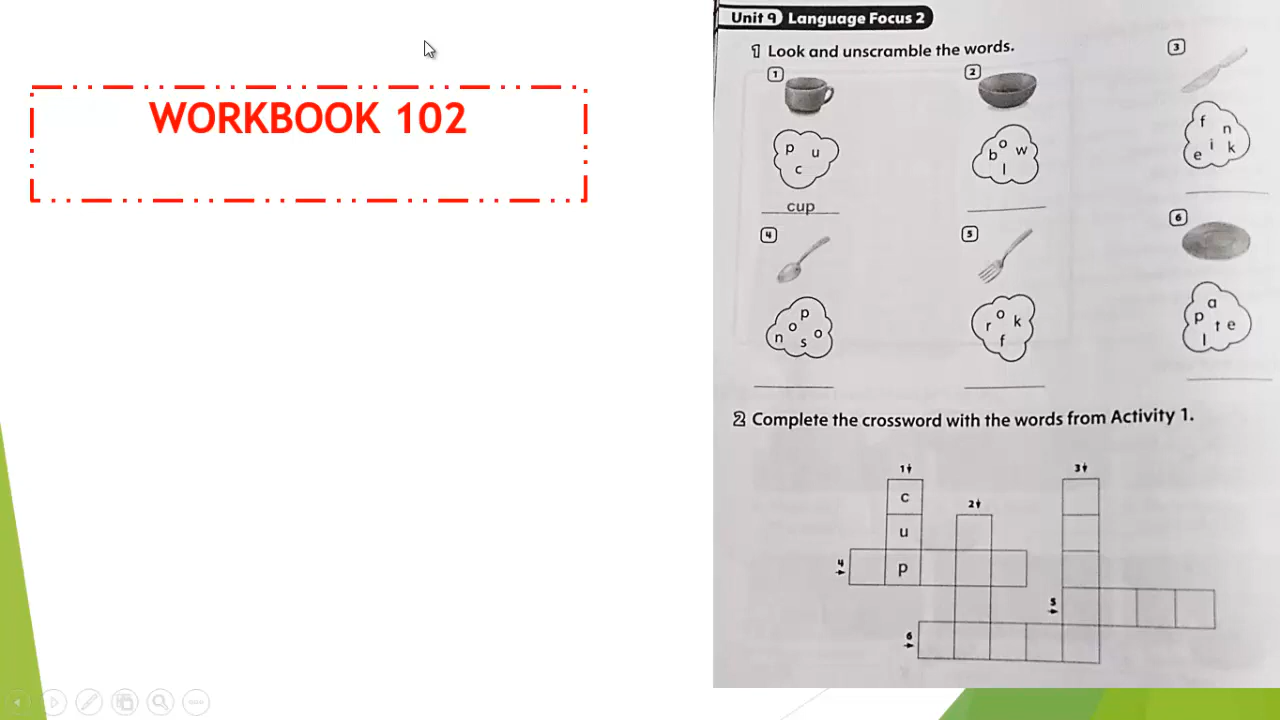 WORKBOOK 102
Unit 9 Language Focus 2
1 Look and unscramble the words.
1
2
3
p u c
b o w l
f n e i k
cup
4
5
6
p o n s o
o r k f
a p t e l
2 Complete the crossword with the words from Activity 1.
1
3
c
2
u
4
p
5
6